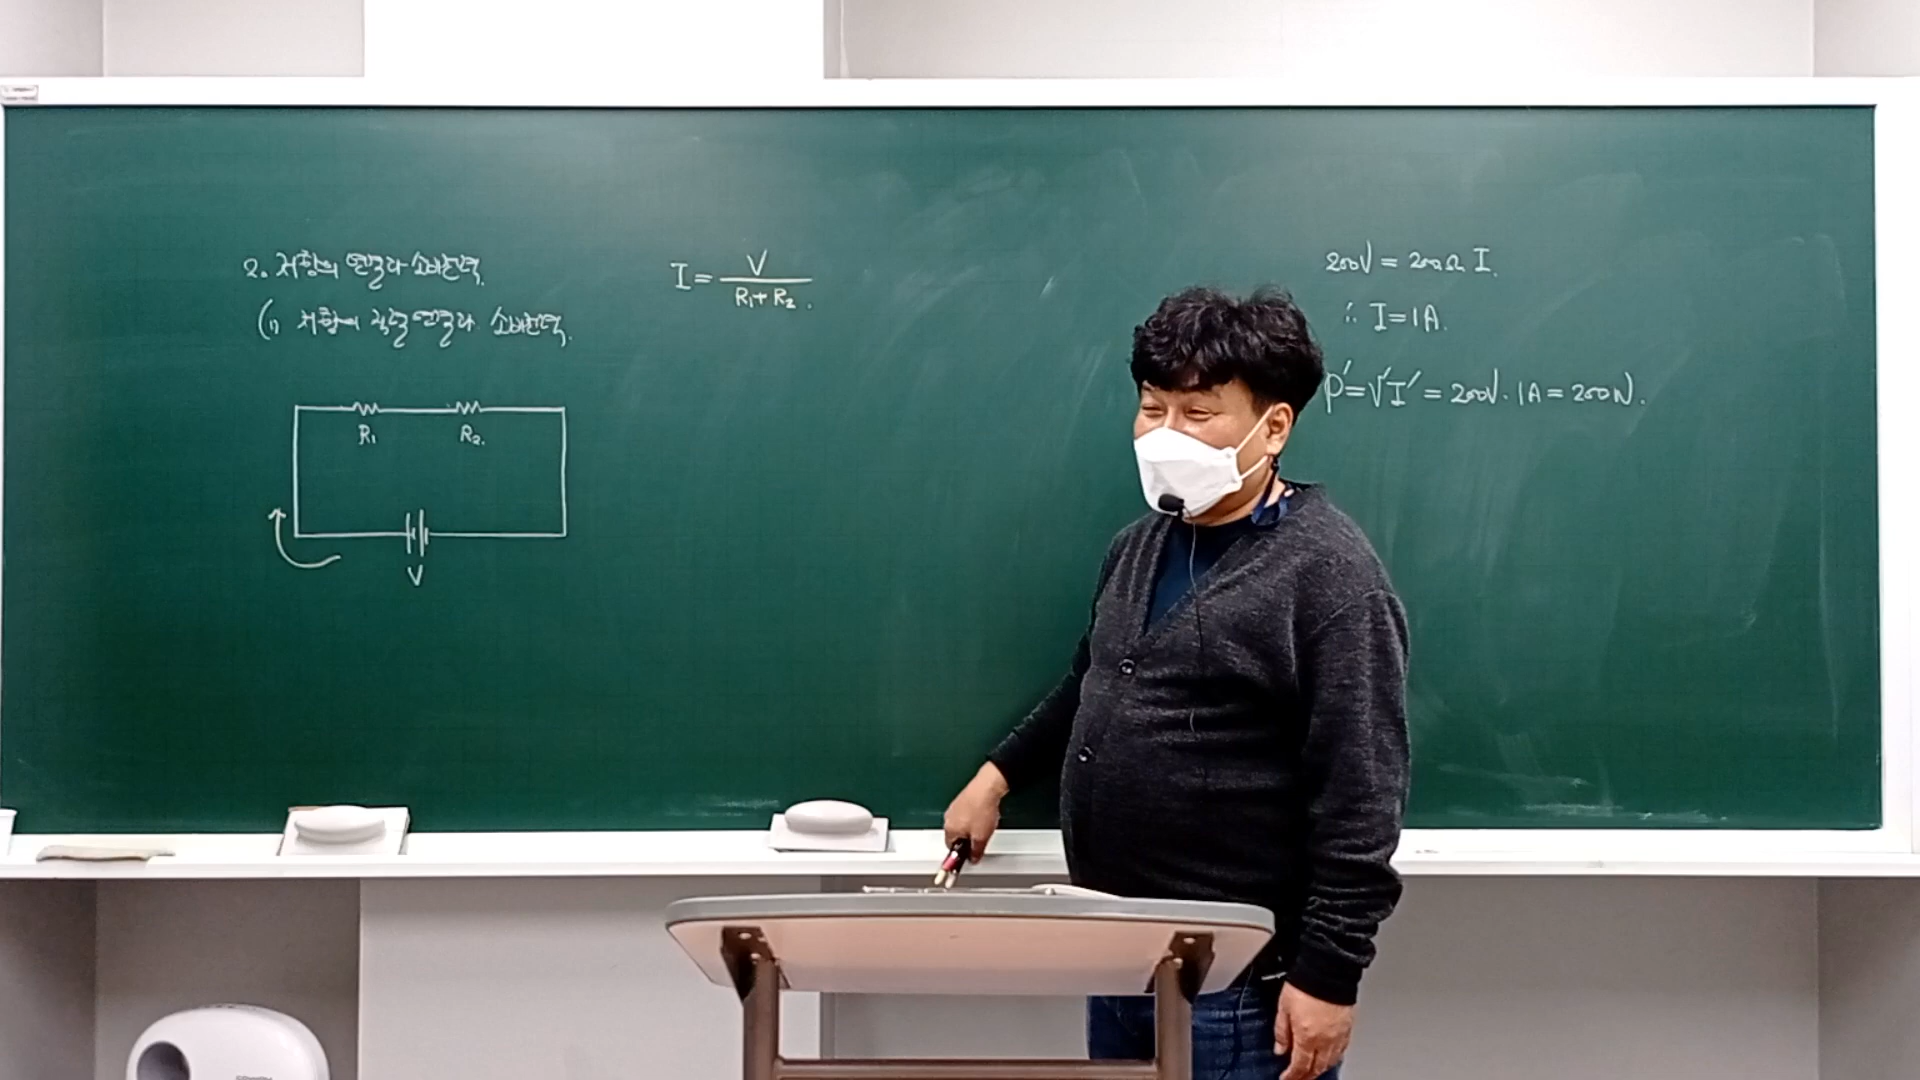 2. 저항의 연결과 소비전력.
(1) 저항의 직렬연결과 소비전력.
R₁ R₂.
V
I = V / (R₁ + R₂).
200V = 200Ω I.
∴ I = 1A.
P′ = V′I′ = 200V · 1A = 200W.